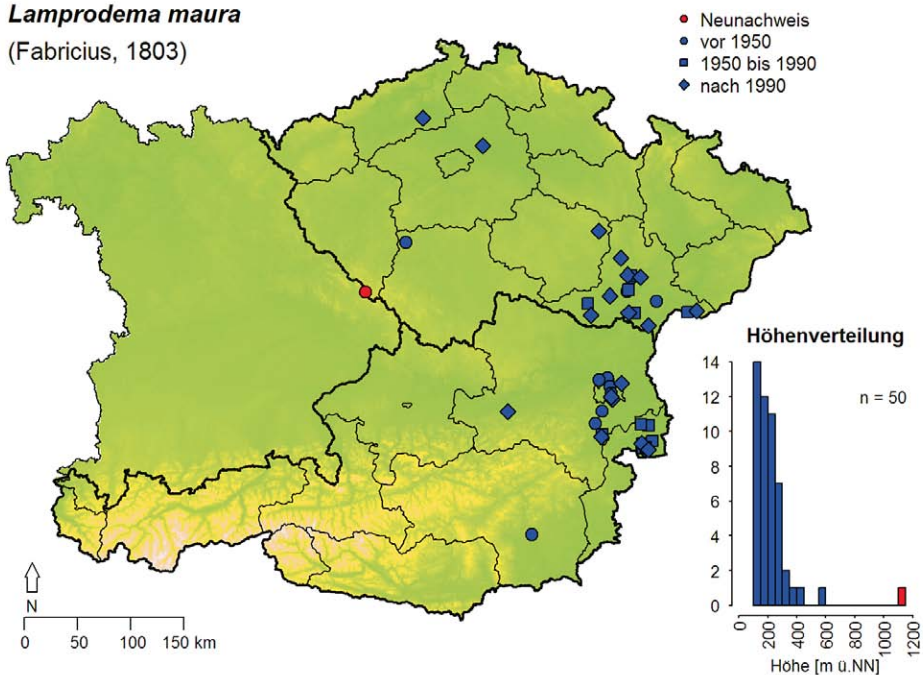 Lamprodema maura
(Fabricius, 1803)
Neunachweis
vor 1950
1950 bis 1990
nach 1990
Höhenverteilung
n = 50
14
12
10
8
6
4
2
0
0
200
400
600
800
1000
1200
Höhe [m ü.NN]
N
0 50 100 150 km